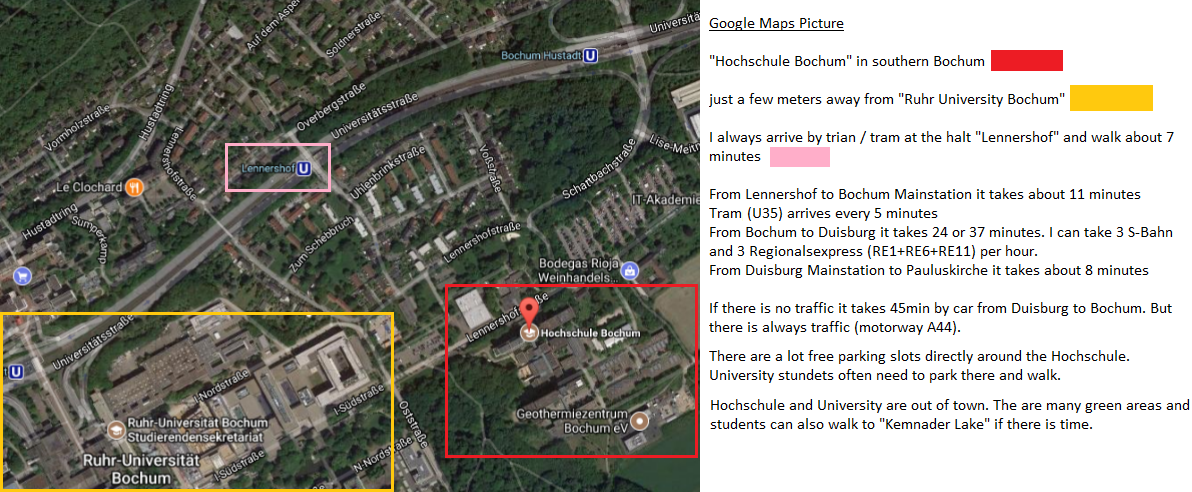 Auf dem Aspei
Soldnerstraße
Universitä
Bochum Hustadt U
Vormholzstraße
Hustadtring
Lennershofstraße
Overbergstraße
Universitätsstraße
Lennershof U
Uhlenbrinkstraße
Voßstraße
Schattbachstraße
Lise-Meitn
Le Clochard
IT-Akademie
Hustadtring
Sumperkamp
Zum Schebbruch
Lennershofstraße
Bodegas Rioja
Weinhandels...
Lennershofstraße
Hochschule Bochum
Universitätsstraße
U
I-Nordstraße
I-Südstraße
Oststraße
Geothermiezentrum
Bochum eV
Ruhr-Universität Bochum
Studierendensekretariat
Ruhr-Universität
Bochum
I-Südstraße
N-Nordstraße
Google Maps Picture
"Hochschule Bochum" in southern Bochum
just a few meters away from "Ruhr University Bochum"
I always arrive by trian / tram at the halt "Lennershof" and walk about 7
minutes
From Lennershof to Bochum Mainstation it takes about 11 minutes
Tram (U35) arrives every 5 minutes
From Bochum to Duisburg it takes 24 or 37 minutes. I can take 3 S-Bahn
and 3 Regionalsexpress (RE1+RE6+RE11) per hour.
From Duisburg Mainstation to Pauluskirche it takes about 8 minutes
If there is no traffic it takes 45min by car from Duisburg to Bochum. But
there is always traffic (motorway A44).
There are a lot free parking slots directly around the Hochschule.
University stundets often need to park there and walk.
Hochschule and University are out of town. The are many green areas and
students can also walk to "Kemnader Lake" if there is time.